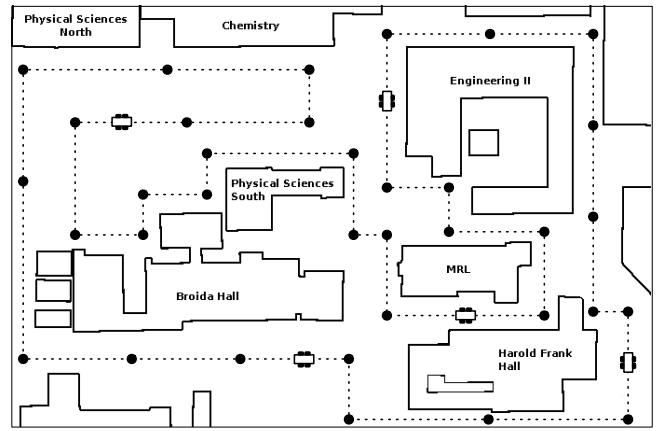 Physical Sciences
North
Chemistry
Engineering II
Physical Sciences
South
MRL
Broida Hall
Harold Frank
Hall